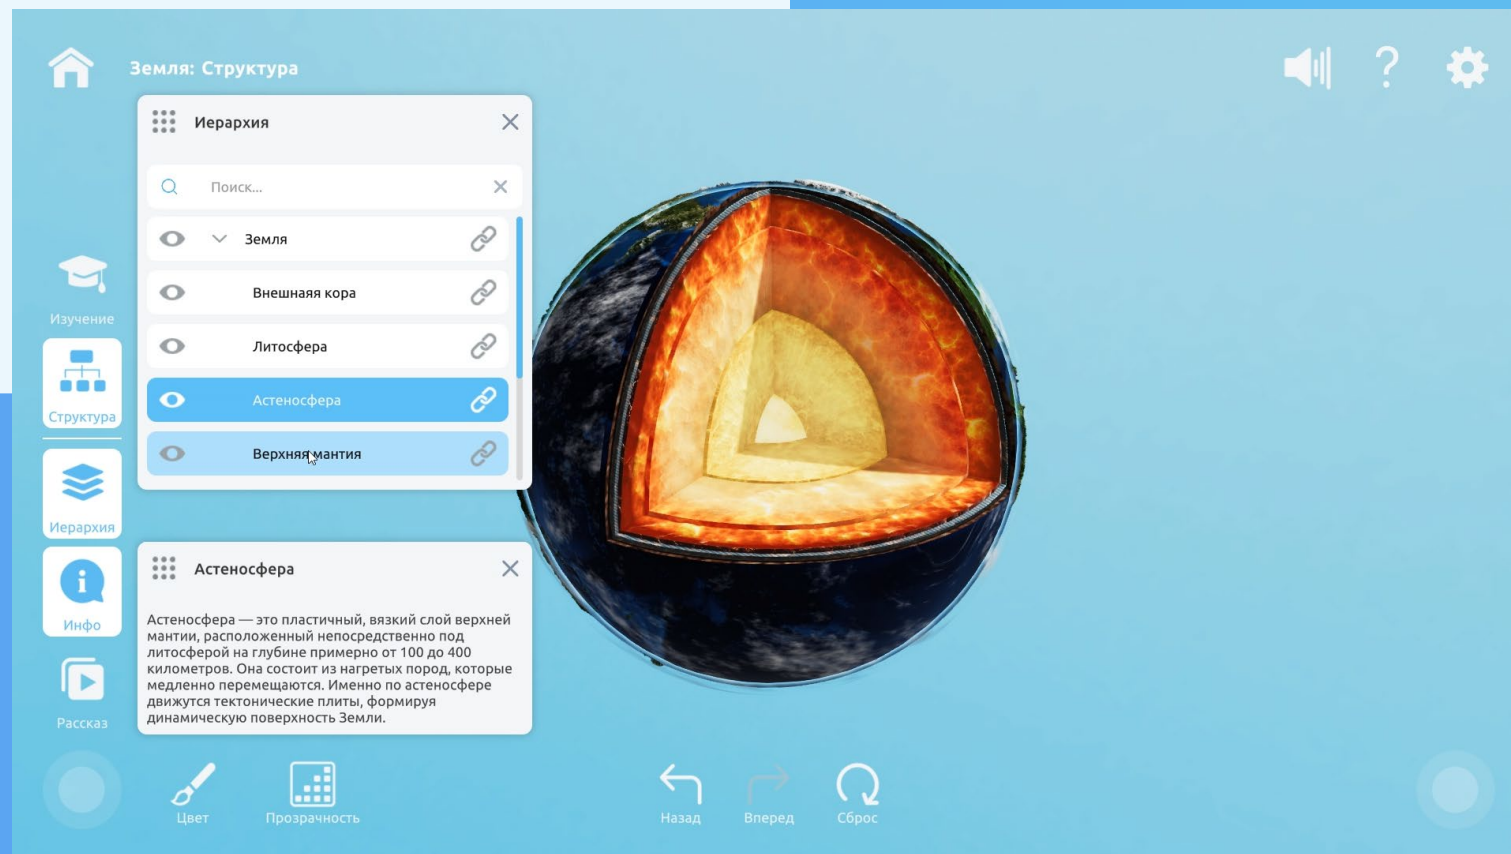 Земля: Структура
Иерархия
Поиск...
Земля
Внешнаяя кора
Литосфера
Астеносфера
Верхняя мантия
Изучение
Структура
Иерархия
Инфо
Рассказ
Астеносфера
Астеносфера — это пластичный, вязкий слой верхней
мантии, расположенный непосредственно под
литосферой на глубине примерно от 100 до 400
километров. Она состоит из нагретых пород, которые
медленно перемещаются. Именно по астеносфере
движутся тектонические плиты, формируя
динамическую поверхность Земли.
Цвет
Прозрачность
Назад
Вперед
Сброс